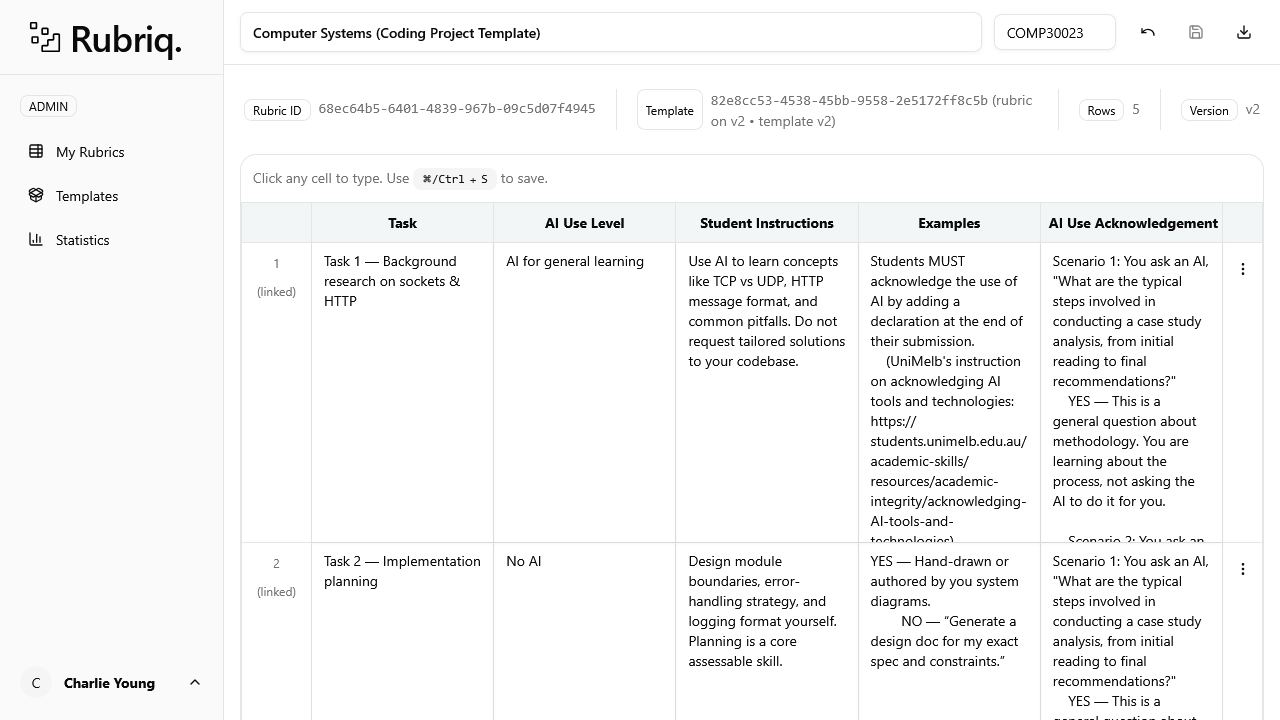 Rubriq.
ADMIN
My Rubrics
Templates
Statistics
C
Charlie Young
Computer Systems (Coding Project Template)
COMP30023
Rubric ID
68ec64b5-6401-4839-967b-09c5d07f4945
Template
82e8cc53-4538-45bb-9558-2e5172ff8c5b (rubric
on v2 • template v2)
Rows
5
Version
v2
Click any cell to type. Use ⌘/Ctrl + S to save.
Task
AI Use Level
Student Instructions
Examples
AI Use Acknowledgement
1
(linked)
Task 1 — Background
research on sockets &
HTTP
AI for general learning
Use AI to learn concepts
like TCP vs UDP, HTTP
message format, and
common pitfalls. Do not
request tailored solutions
to your codebase.
Students MUST
acknowledge the use of
AI by adding a
declaration at the end of
their submission.
(UniMelb's instruction
on acknowledging AI
tools and technologies:
https://
students.unimelb.edu.au/
academic-skills/
resources/academic-
integrity/acknowledging-
AI-tools-and-
technologies)
Scenario 1: You ask an AI,
"What are the typical
steps involved in
conducting a case study
analysis, from initial
reading to final
recommendations?"
YES — This is a
general question about
methodology. You are
learning about the
process, not asking the
AI to do it for you.
Scenario 2: You ask an
2
(linked)
Task 2 — Implementation
planning
No AI
Design module
boundaries, error-
handling strategy, and
logging format yourself.
Planning is a core
assessable skill.
YES — Hand-drawn or
authored by you system
diagrams.
NO — “Generate a
design doc for my exact
spec and constraints.”
Scenario 1: You ask an AI,
"What are the typical
steps involved in
conducting a case study
analysis, from initial
reading to final
recommendations?"
YES — This is a
general question about